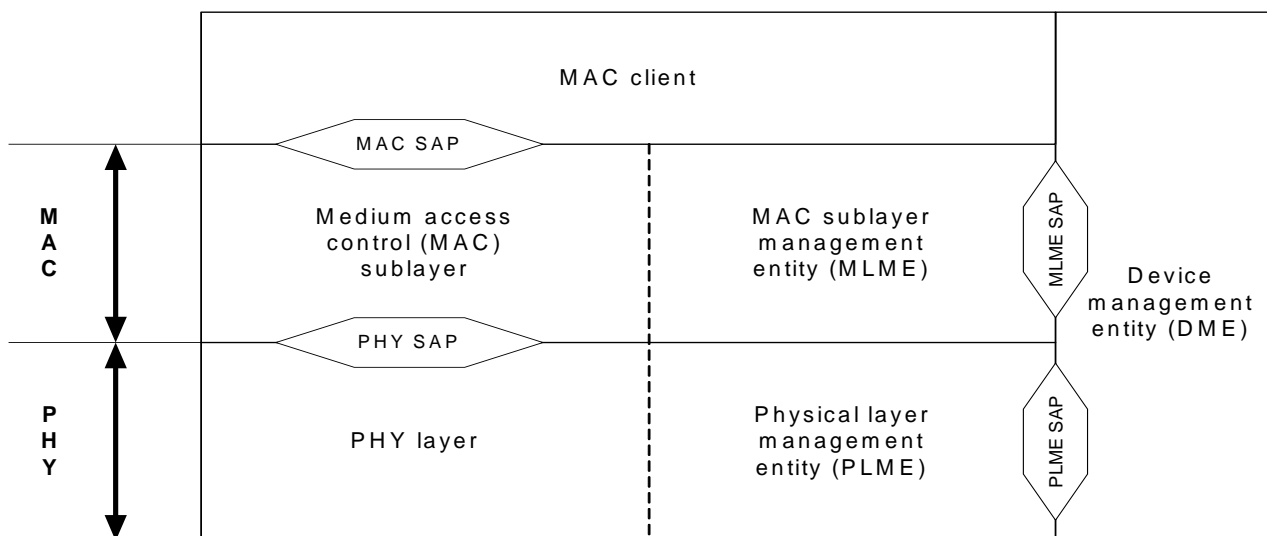 MAC client
MAC SAP
M
A
C
Medium access
control (MAC)
sublayer
MAC sublayer
management
entity (MLME)
MLME SAP
Device
management
entity (DME)
PHY SAP
P
H
Y
PHY layer
Physical layer
management
entity (PLME)
PLME SAP